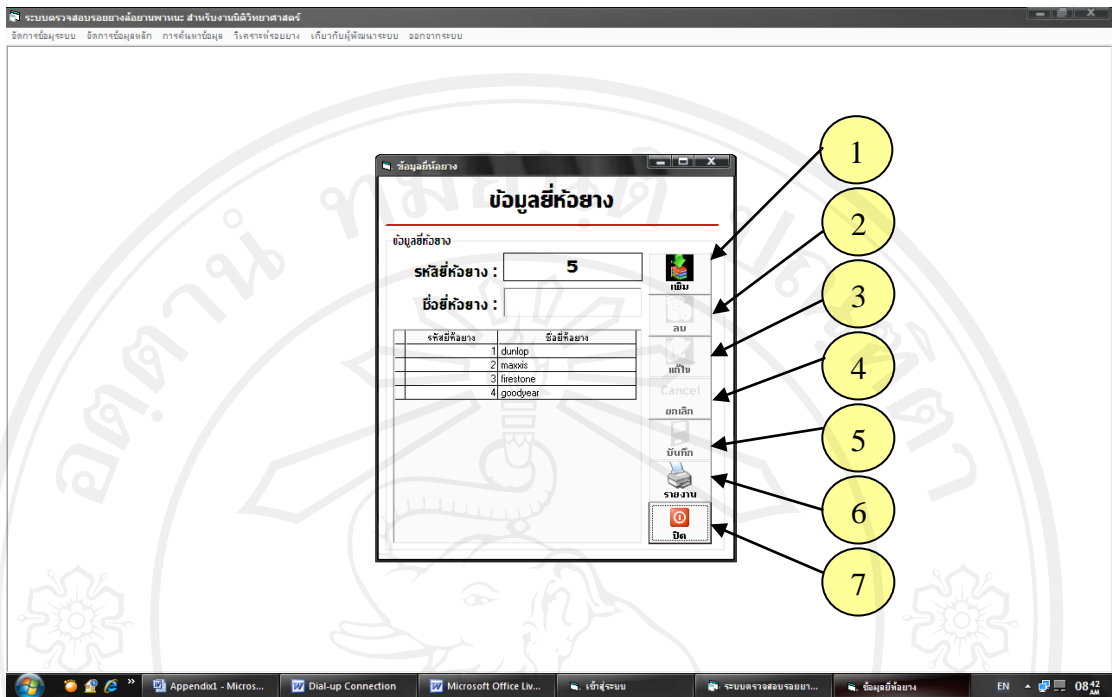 ระบบตรวจสอบรอยยางล้อยานพาหนะ สำหรับงานนิติวิทยาศาสตร์
จัดการข้อมูลระบบ จัดการข้อมูลหลัก การค้นหาข้อมูล วิเคราะห์รอยยาง เกี่ยวกับผู้พัฒนาระบบ ออกจากระบบ
ข้อมูลยี่ห้อยาง
ข้อมูลยี่ห้อยาง
ข้อมูลยี่ห้อยาง
รหัสยี่ห้อยาง : 5
ชื่อยี่ห้อยาง :
รหัสยี่ห้อยาง ชื่อยี่ห้อยาง
1 dunlop
2 maxxis
3 firestone
4 goodyear
เพิ่ม
ลบ
แก้ไข
Cancel
ยกเลิก
บันทึก
รายงาน
ปิด
1
2
3
4
5
6
7
Appendix1 - Micros... Dial-up Connection Microsoft Office Liv... เข้าสู่ระบบ ระบบตรวจสอบรอยยา... ข้อมูลยี่ห้อยาง EN 08:42 AM